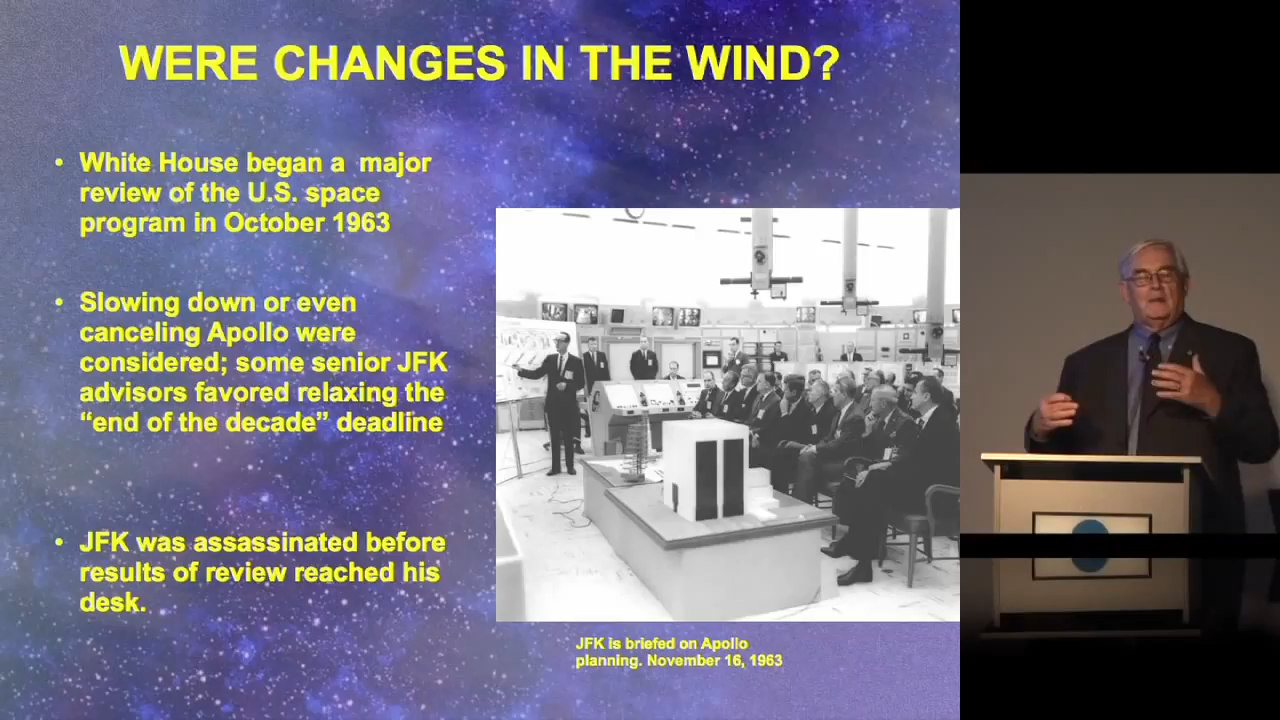 WERE CHANGES IN THE WIND?
• White House began a  major
review of the U.S. space
program in October 1963
• Slowing down or even
canceling Apollo were
considered; some senior JFK
advisors favored relaxing the
“end of the decade” deadline
• JFK was assassinated before
results of review reached his
desk.
JFK is briefed on Apollo
planning. November 16, 1963